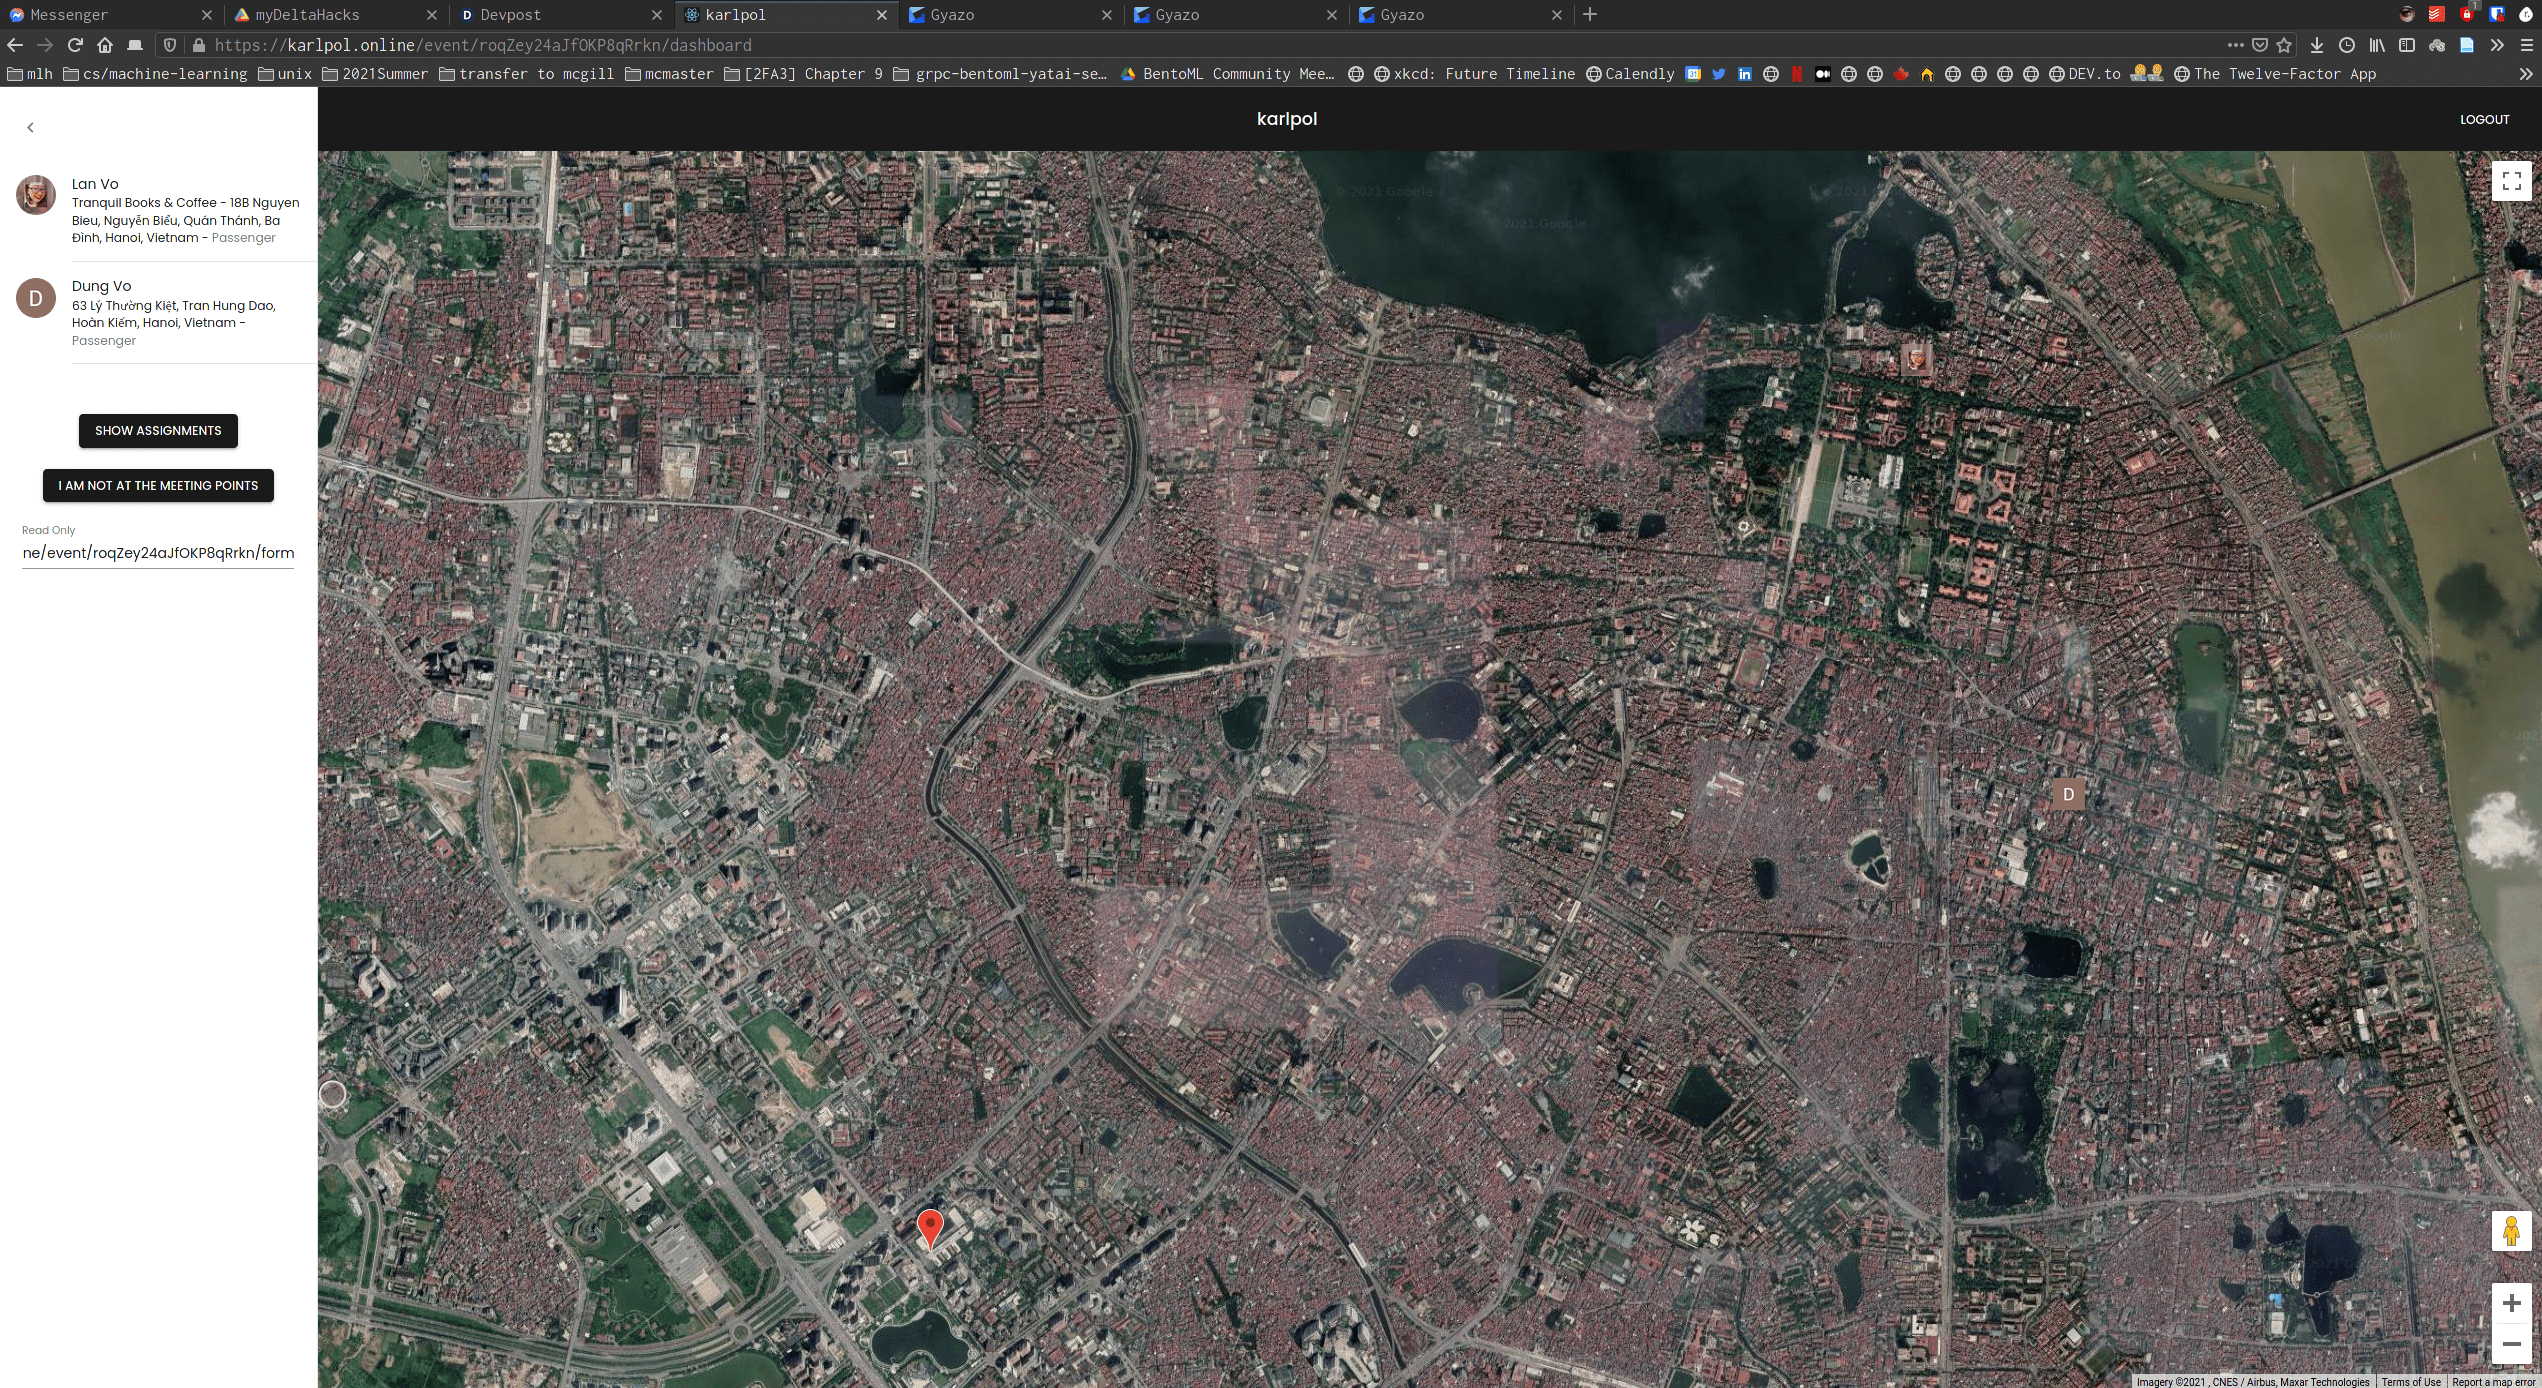 Messenger
myDeltaHacks
Devpost
karlpol
Gyazo
Gyazo
Gyazo
https://karlpol.online/event/roqZey24aJfOKP8qRrkn/dashboard
mlh
cs/machine-learning
unix
2021Summer
transfer to mcgill
mcmaster
[2FA3] Chapter 9
grpc-bentoml-yatai-se…
BentoML Community Mee…
xkcd: Future Timeline
Calendly
DEV.to
The Twelve-Factor App
karlpol
LOGOUT
Lan Vo
Tranquil Books & Coffee - 18B Nguyen
Bieu, Nguyễn Biểu, Quán Thánh, Ba
Đình, Hanoi, Vietnam - Passenger
D
Dung Vo
63 Lý Thường Kiệt, Tran Hung Dao,
Hoàn Kiếm, Hanoi, Vietnam -
Passenger
SHOW ASSIGNMENTS
I AM NOT AT THE MEETING POINTS
Read Only
ne/event/roqZey24aJfOKP8qRrkn/form
© 2021 Google
2021 Google
D
Imagery ©2021 , CNES / Airbus, Maxar Technologies
Terms of Use
Report a map error